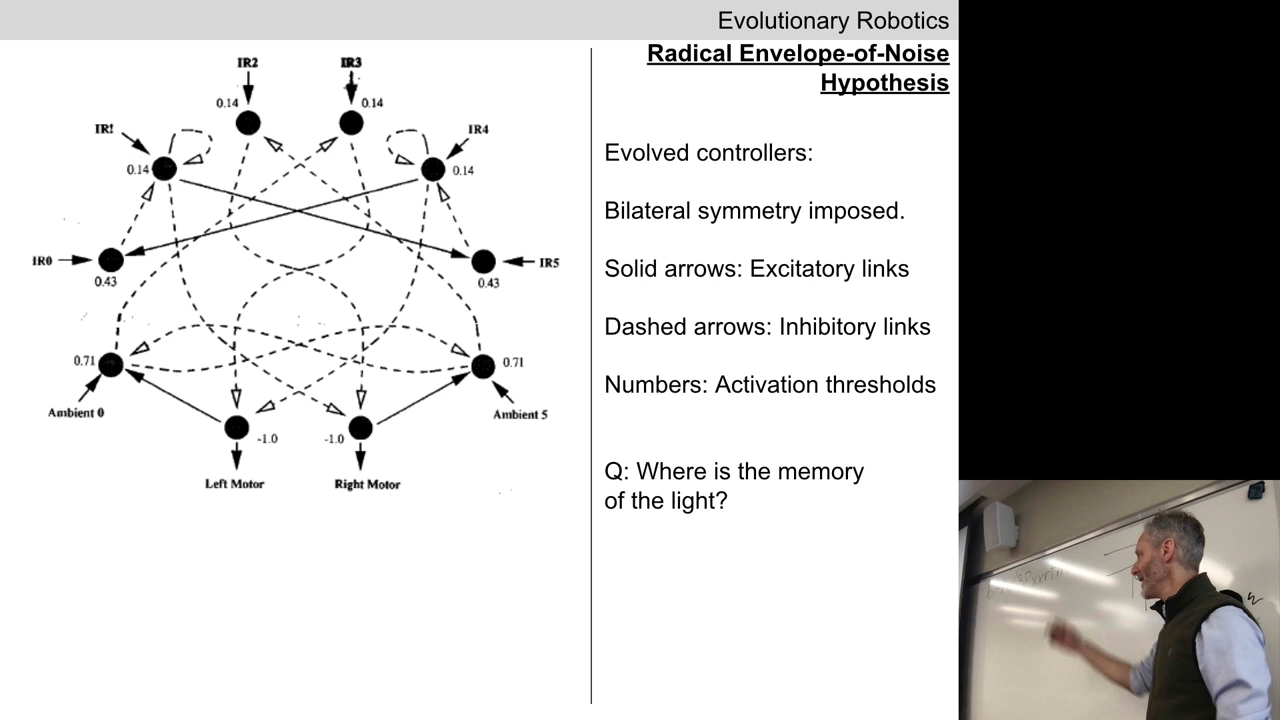 Evolutionary Robotics
Radical Envelope-of-Noise
Hypothesis
IR2
IR3
0.14
0.14
IR!
IR4
0.14
0.14
IR0
IR5
0.43
0.43
0.71
0.71
Ambient 0
Ambient 5
-1.0
-1.0
Left Motor
Right Motor
Evolved controllers:
Bilateral symmetry imposed.
Solid arrows: Excitatory links
Dashed arrows: Inhibitory links
Numbers: Activation thresholds
Q: Where is the memory
of the light?